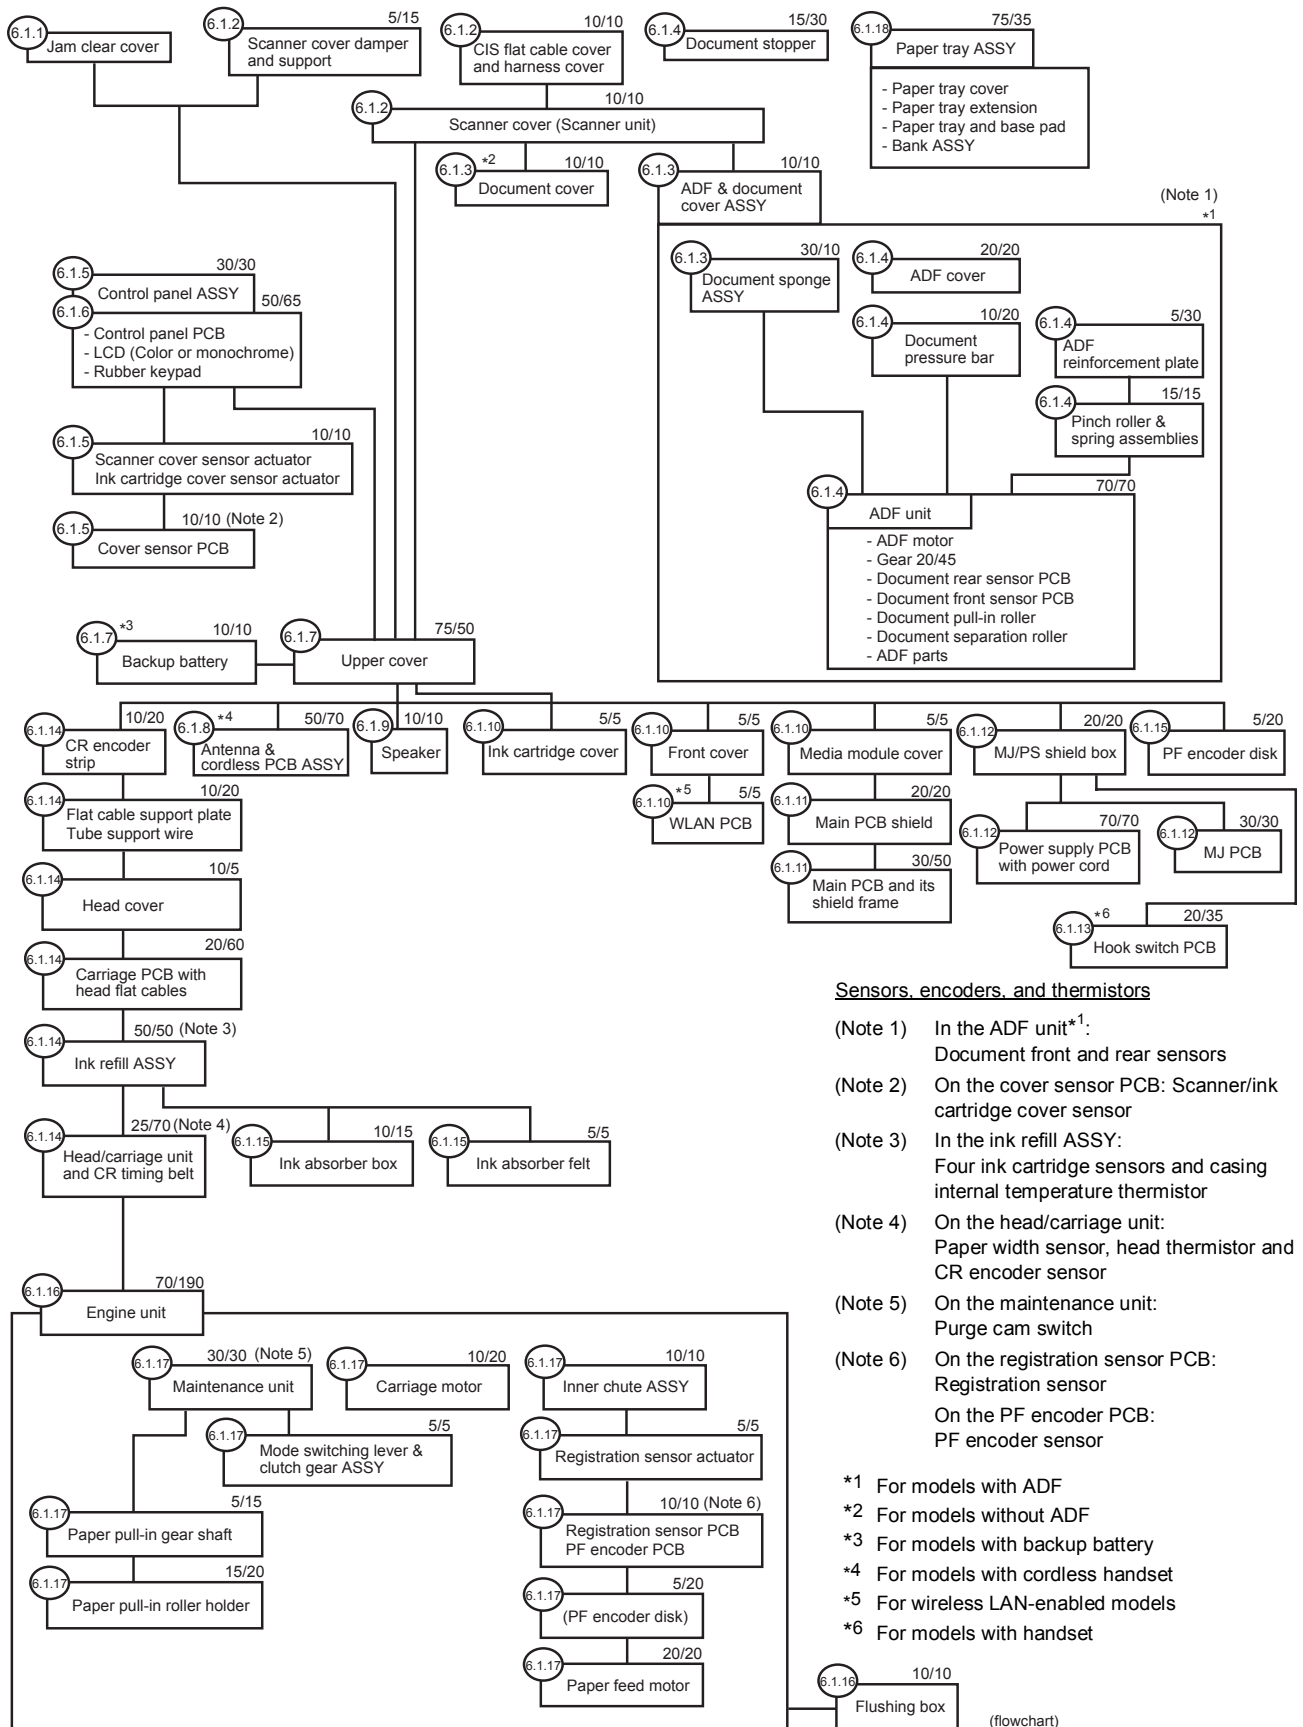 6.1.1
Jam clear cover
6.1.2
5/15
Scanner cover damper
and support
6.1.2
10/10
CIS flat cable cover
and harness cover
6.1.4
15/30
Document stopper
6.1.18
75/35
Paper tray ASSY
- Paper tray cover
- Paper tray extension
- Paper tray and base pad
- Bank ASSY
6.1.2
10/10
Scanner cover (Scanner unit)
6.1.3
*2
10/10
Document cover
6.1.3
10/10
ADF & document
cover ASSY
(Note 1)
*1
6.1.3
30/10
Document sponge
ASSY
6.1.4
20/20
ADF cover
6.1.4
10/20
Document
pressure bar
6.1.4
5/30
ADF
reinforcement plate
6.1.4
15/15
Pinch roller &
spring assemblies
6.1.4
70/70
ADF unit
- ADF motor
- Gear 20/45
- Document rear sensor PCB
- Document front sensor PCB
- Document pull-in roller
- Document separation roller
- ADF parts
6.1.5
30/30
Control panel ASSY
6.1.6
50/65
- Control panel PCB
- LCD (Color or monochrome)
- Rubber keypad
6.1.5
10/10
Scanner cover sensor actuator
Ink cartridge cover sensor actuator
6.1.5
10/10 (Note 2)
Cover sensor PCB
6.1.7
*3
10/10
Backup battery
6.1.7
75/50
Upper cover
6.1.14
10/20
CR encoder
strip
6.1.8
*4
50/70
Antenna &
cordless PCB ASSY
6.1.9
10/10
Speaker
6.1.10
5/5
Ink cartridge cover
6.1.10
5/5
Front cover
6.1.10
5/5
Media module cover
6.1.12
20/20
MJ/PS shield box
6.1.15
5/20
PF encoder disk
6.1.14
10/20
Flat cable support plate
Tube support wire
6.1.10
*5
5/5
WLAN PCB
6.1.11
20/20
Main PCB shield
6.1.12
70/70
Power supply PCB
with power cord
6.1.12
30/30
MJ PCB
6.1.11
30/50
Main PCB and its
shield frame
6.1.13
*6
20/35
Hook switch PCB
6.1.14
10/5
Head cover
6.1.14
20/60
Carriage PCB with
head flat cables
6.1.14
50/50 (Note 3)
Ink refill ASSY
6.1.14
25/70 (Note 4)
Head/carriage unit
and CR timing belt
6.1.15
10/15
Ink absorber box
6.1.15
5/5
Ink absorber felt
6.1.16
70/190
Engine unit
6.1.17
30/30 (Note 5)
Maintenance unit
6.1.17
10/20
Carriage motor
6.1.17
10/10
Inner chute ASSY
6.1.17
5/5
Mode switching lever &
clutch gear ASSY
6.1.17
5/5
Registration sensor actuator
6.1.17
5/15
Paper pull-in gear shaft
6.1.17
10/10 (Note 6)
Registration sensor PCB
PF encoder PCB
6.1.17
15/20
Paper pull-in roller holder
6.1.17
5/20
(PF encoder disk)
6.1.17
20/20
Paper feed motor
6.1.16
10/10
Flushing box
(flowchart)
Sensors, encoders, and thermistors
(Note 1) In the ADF unit*1:
Document front and rear sensors
(Note 2) On the cover sensor PCB: Scanner/ink
cartridge cover sensor
(Note 3) In the ink refill ASSY:
Four ink cartridge sensors and casing
internal temperature thermistor
(Note 4) On the head/carriage unit:
Paper width sensor, head thermistor and
CR encoder sensor
(Note 5) On the maintenance unit:
Purge cam switch
(Note 6) On the registration sensor PCB:
Registration sensor
On the PF encoder PCB:
PF encoder sensor
*1 For models with ADF
*2 For models without ADF
*3 For models with backup battery
*4 For models with cordless handset
*5 For wireless LAN-enabled models
*6 For models with handset